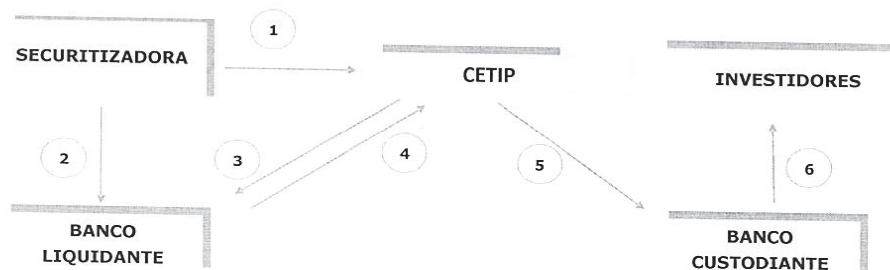 1
SECURITIZADORA
CETIP
INVESTIDORES
2
3
4
5
6
BANCO
LIQUIDANTE
BANCO
CUSTODIANTE